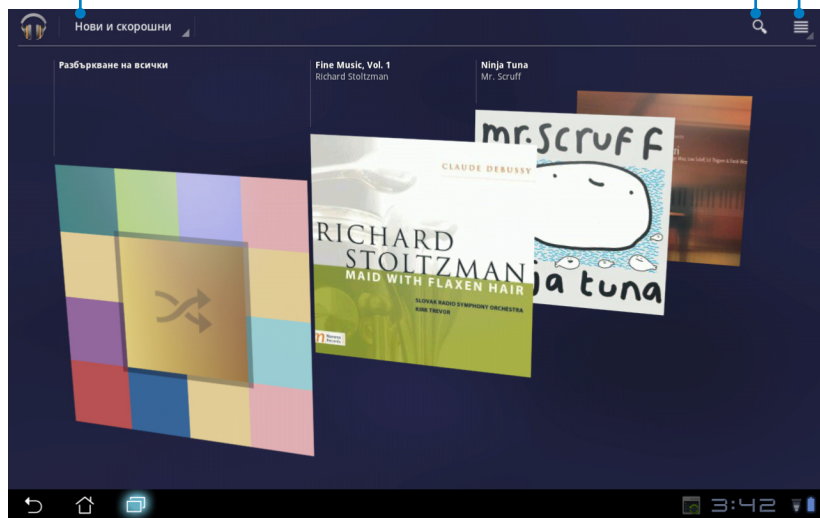 Нови и скорошни
Разбъркване на всички
Fine Music, Vol. 1
Richard Stoltzman
Ninja Tuna
Mr. Scruff
CLAUDE DEBUSSY
RICHARD
STOLTZMAN
MAID WITH FLAXEN HAIR
SLOVAK RADIO SYMPHONY ORCHESTRA
KIRK TREVOR
mr.scruff
ja tuna
3:42